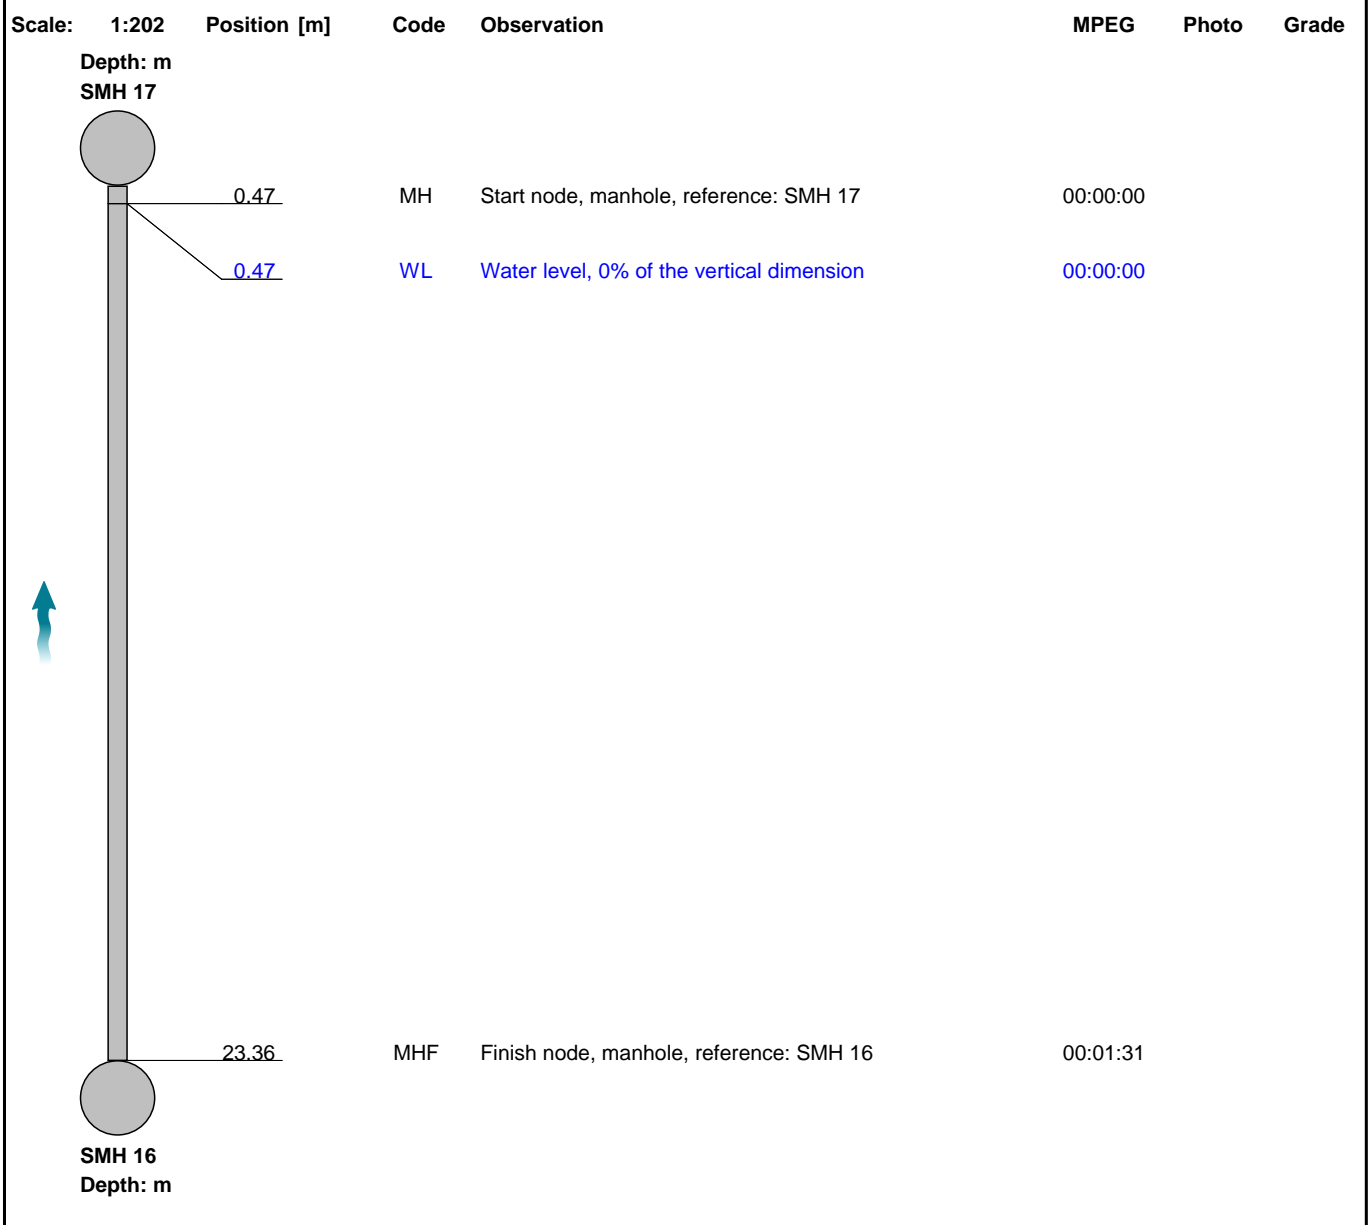 Scale: 1:202 Position [m] Code Observation MPEG Photo Grade
Depth: m
SMH 17
0.47 MH Start node, manhole, reference: SMH 17 00:00:00
0.47 WL Water level, 0% of the vertical dimension 00:00:00
23.36 MHF Finish node, manhole, reference: SMH 16 00:01:31
SMH 16
Depth: m